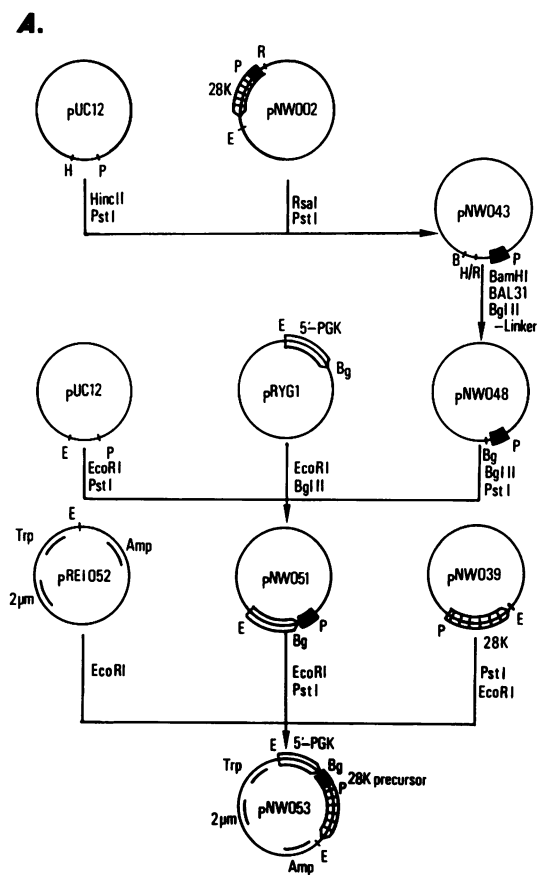 A.
R
P
28K
pUC12
pNW002
E
H P
HincII
PstI
RsaI
PstI
pNW043
B
H/R
P
BamHI
BAL31
BglII
-Linker
E 5'-PGK
Bg
pUC12
pRYG1
pNW048
E P
EcoRI
PstI
EcoRI
BglII
Bg P
BglII
PstI
E
Trp
Amp
pREI052
2µm
pNW051
E
Bg
P
pNW039
P
E
28K
EcoRI
EcoRI
PstI
PstI
EcoRI
E 5'-PGK
Trp
Bg
P
28K precursor
pNW053
2µm
E
Amp